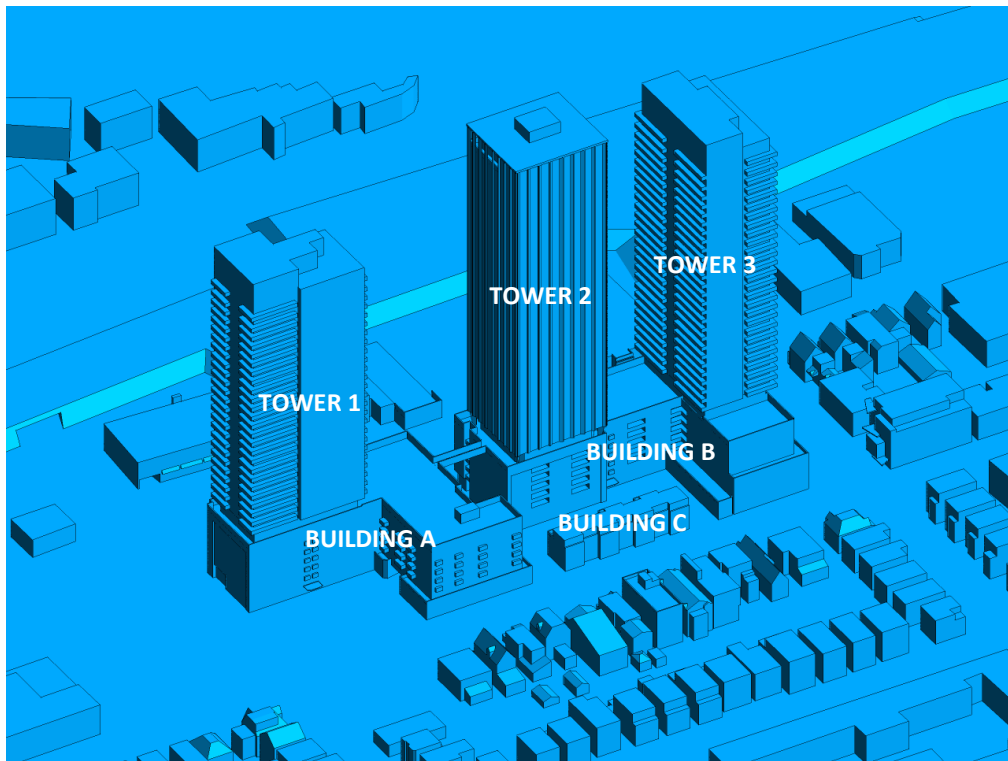 TOWER 3
TOWER 2
TOWER 1
BUILDING B
BUILDING C
BUILDING A